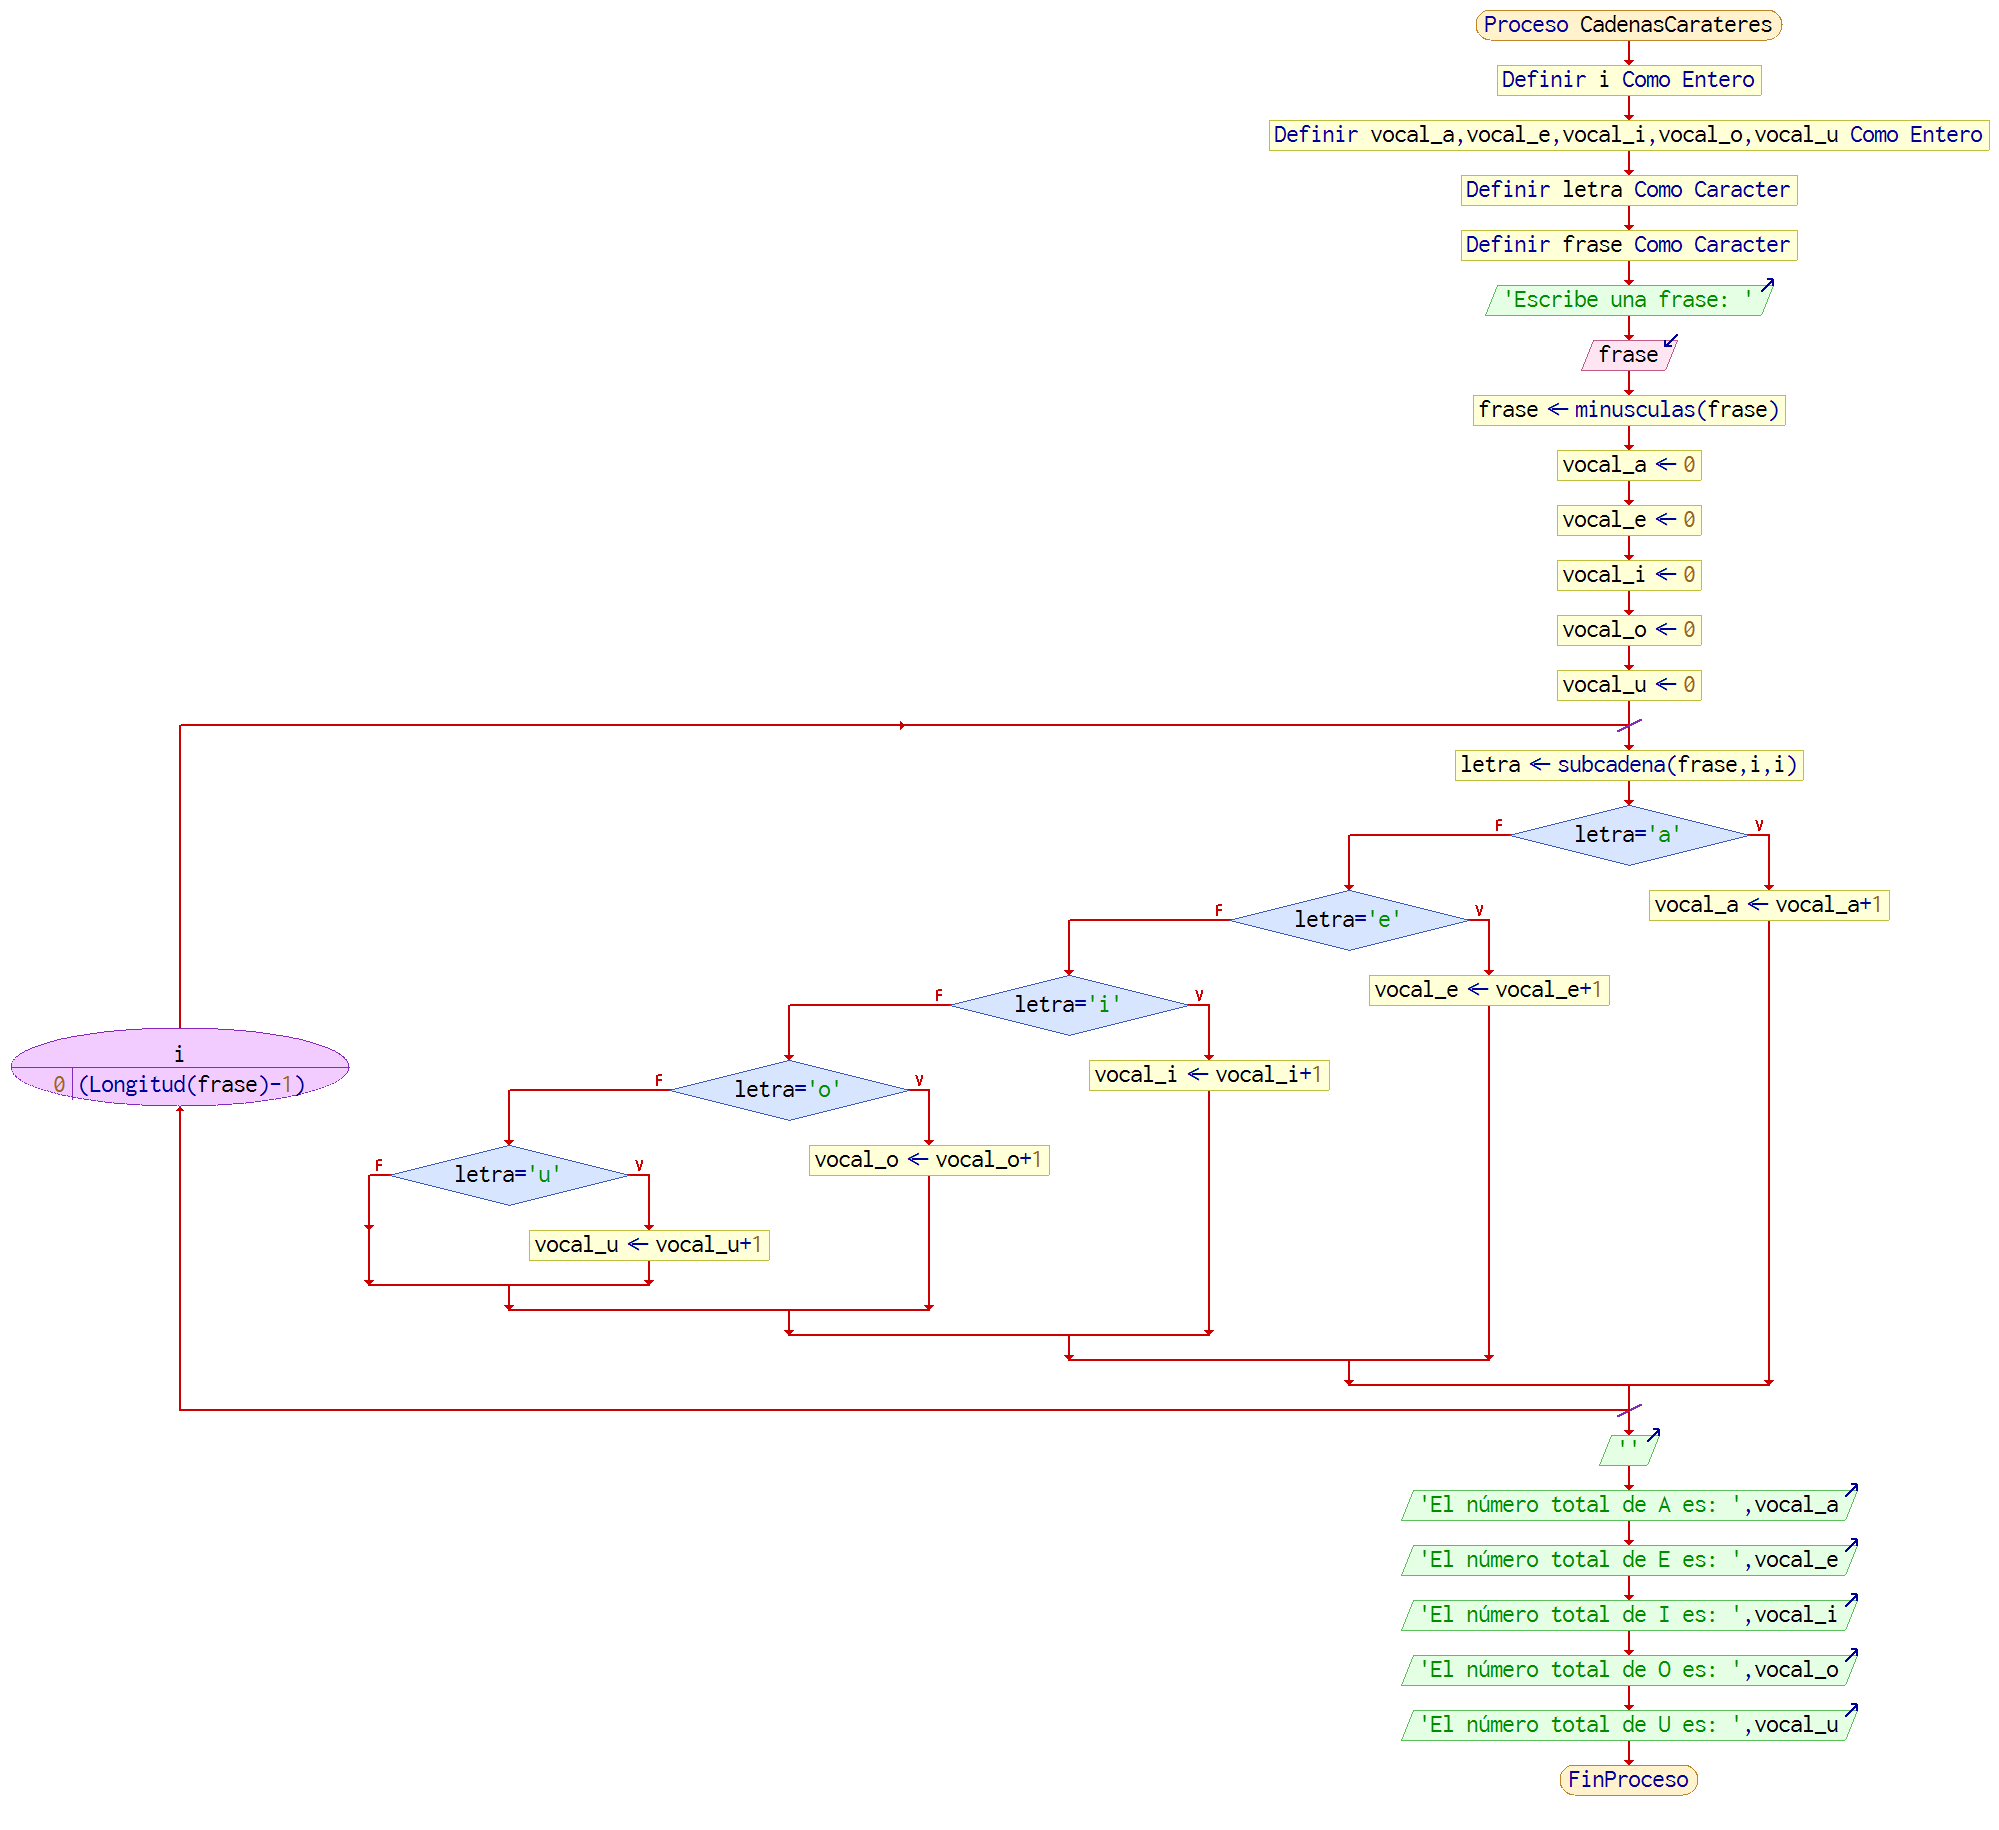 Proceso CadenasCarateres
Definir i Como Entero
Definir vocal_a,vocal_e,vocal_i,vocal_o,vocal_u Como Entero
Definir letra Como Caracter
Definir frase Como Caracter
'Escribe una frase: '
frase
frase ← minusculas(frase)
vocal_a ← 0
vocal_e ← 0
vocal_i ← 0
vocal_o ← 0
vocal_u ← 0
letra ← subcadena(frase,i,i)
F
letra='a'
V
vocal_a ← vocal_a+1
F
letra='e'
V
vocal_e ← vocal_e+1
F
letra='i'
V
vocal_i ← vocal_i+1
i
0 (Longitud(frase)-1)
F
letra='o'
V
vocal_o ← vocal_o+1
F
letra='u'
V
vocal_u ← vocal_u+1
''
'El número total de A es: ',vocal_a
'El número total de E es: ',vocal_e
'El número total de I es: ',vocal_i
'El número total de O es: ',vocal_o
'El número total de U es: ',vocal_u
FinProceso